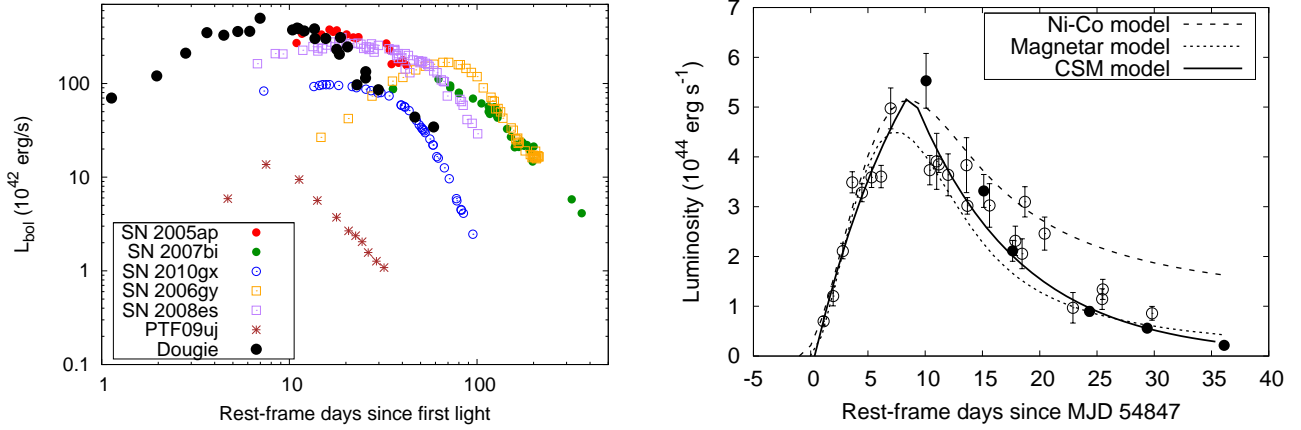 L_bol (10^42 erg/s)
100
10
1
0.1
SN 2005ap
SN 2007bi
SN 2010gx
SN 2006gy
SN 2008es
PTF09uj
Dougie
1 10 100
Rest-frame days since first light
Luminosity (10^44 erg s^-1)
7
6
5
4
3
2
1
0
Ni-Co model
Magnetar model
CSM model
-5 0 5 10 15 20 25 30 35 40
Rest-frame days since MJD 54847